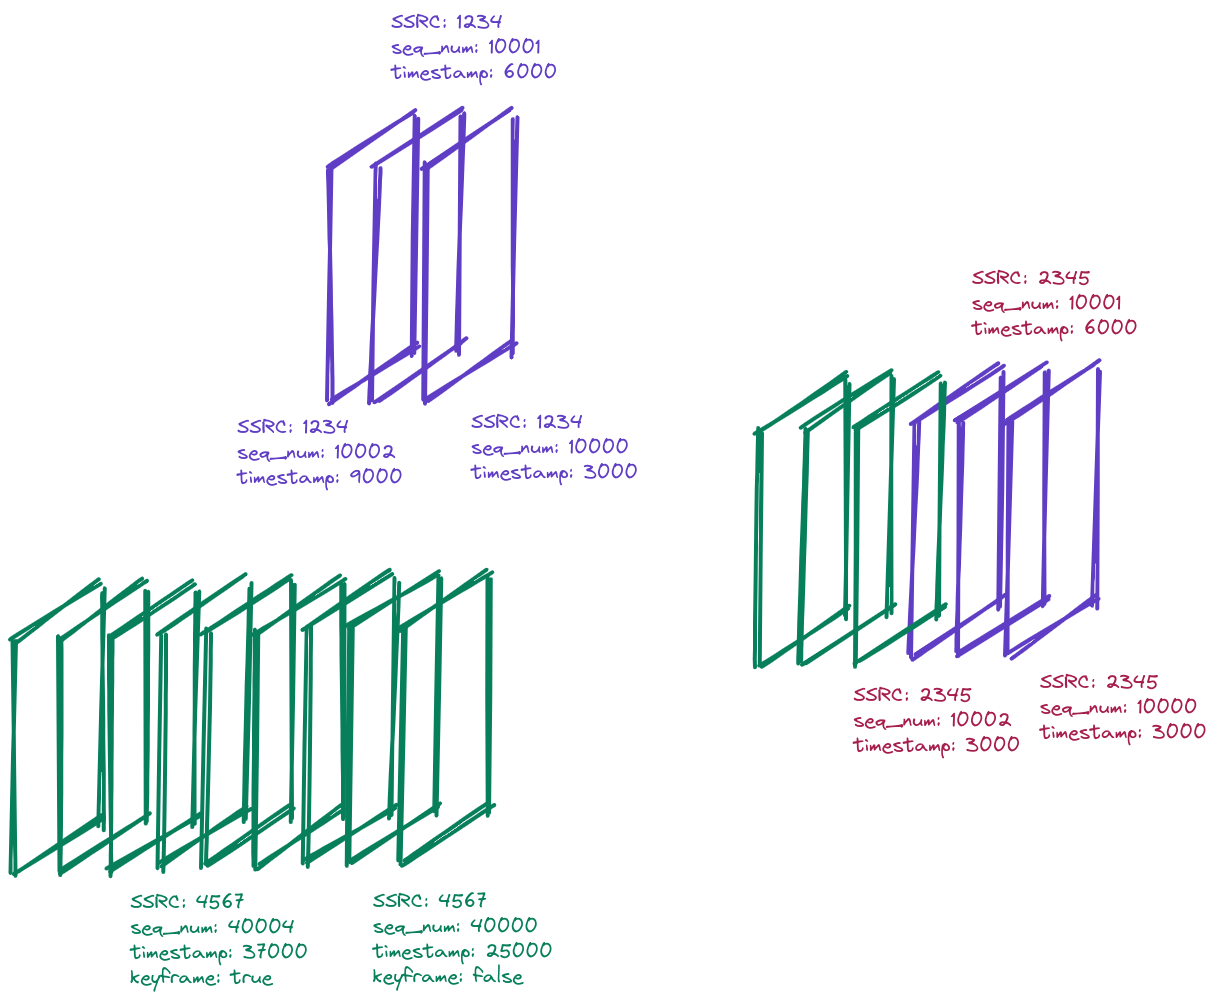 SSRC: 1234
seq_num: 10001
timestamp: 6000
SSRC: 1234
seq_num: 10002
timestamp: 9000
SSRC: 1234
seq_num: 10000
timestamp: 3000
SSRC: 2345
seq_num: 10001
timestamp: 6000
SSRC: 2345
seq_num: 10002
timestamp: 3000
SSRC: 2345
seq_num: 10000
timestamp: 3000
SSRC: 4567
seq_num: 40004
timestamp: 37000
keyframe: true
SSRC: 4567
seq_num: 40000
timestamp: 25000
keyframe: false